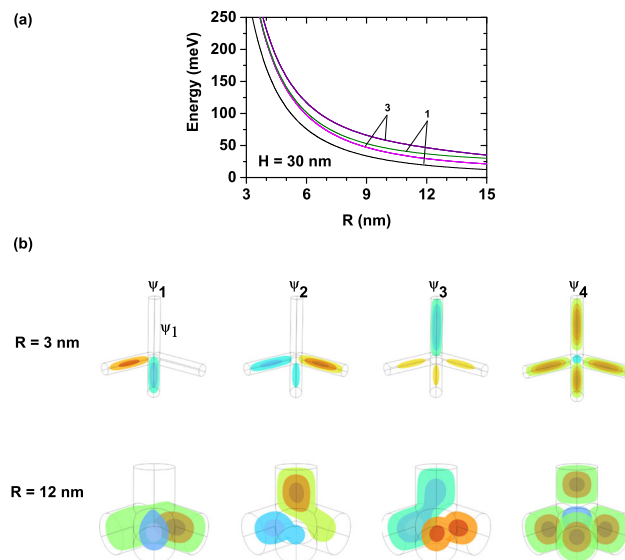 (a)
250
200
150
100
50
0
Energy (meV)
3 1
H = 30 nm
3 6 9 12 15
R (nm)
(b)
ψ1 ψ2 ψ3 ψ4
ψ1
R = 3 nm
R = 12 nm